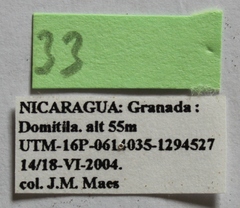 33
NICARAGUA: Granada :
Domitila. alt 55m
UTM-16P-0614035-1294527
14/18-VI-2004.
col. J.M. Maes